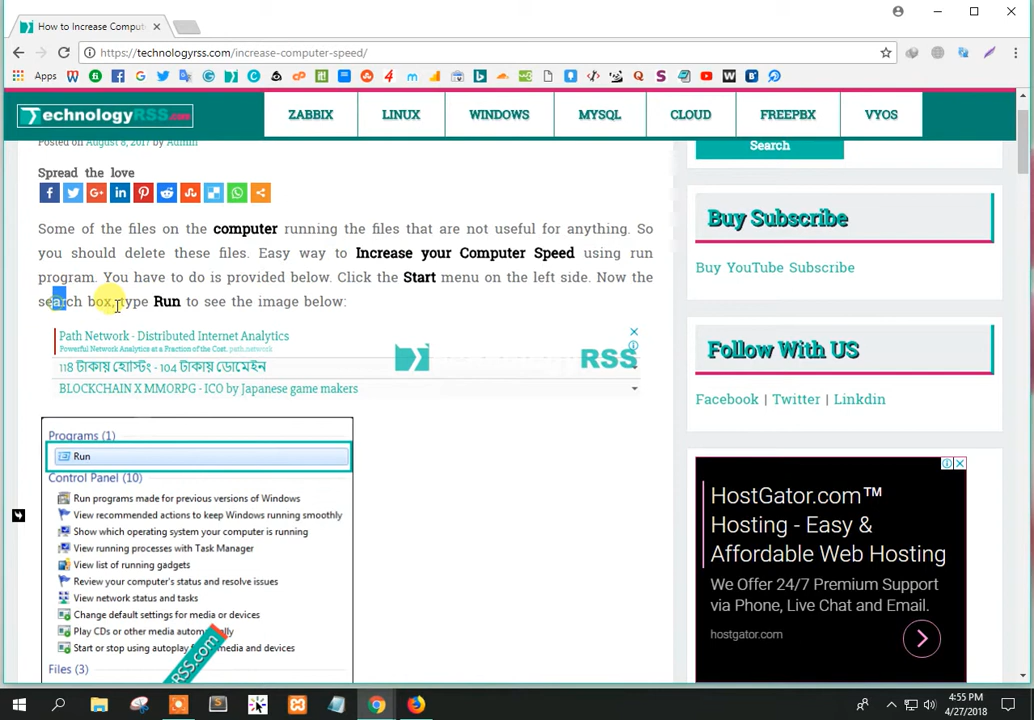 How to Increase Comput
https://technologyrss.com/increase-computer-speed/
Apps
TechnologyRSS.com
ZABBIX
LINUX
WINDOWS
MYSQL
CLOUD
FREEPBX
VYOS
Posted on August 8, 2017 by Admin
Search
Spread the love
Some of the files on the computer running the files that are not useful for anything. So
you should delete these files. Easy way to Increase your Computer Speed using run
program. You have to do is provided below. Click the Start menu on the left side. Now the
search box, type Run to see the image below:
Buy Subscribe
Buy YouTube Subscribe
Path Network - Distributed Internet Analytics
Powerful Network Analytics at a Fraction of the Cost. path.network
118 টাকায় হোস্টিং - 104 টাকায় ডোমেইন
BLOCKCHAIN X MMORPG - ICO by Japanese game makers
RSS
Follow With US
Facebook | Twitter | Linkdin
Programs (1)
Run
Control Panel (10)
Run programs made for previous versions of Windows
View recommended actions to keep Windows running smoothly
Show which operating system your computer is running
View running processes with Task Manager
View list of running gadgets
Review your computer's status and resolve issues
View network status and tasks
Change default settings for media or devices
Play CDs or other media automatically
Start or stop using autoplay for media and devices
Files (3)
RSS.com
HostGator.com™
Hosting - Easy &
Affordable Web Hosting
We Offer 24/7 Premium Support
via Phone, Live Chat and Email.
hostgator.com
4:55 PM
4/27/2018